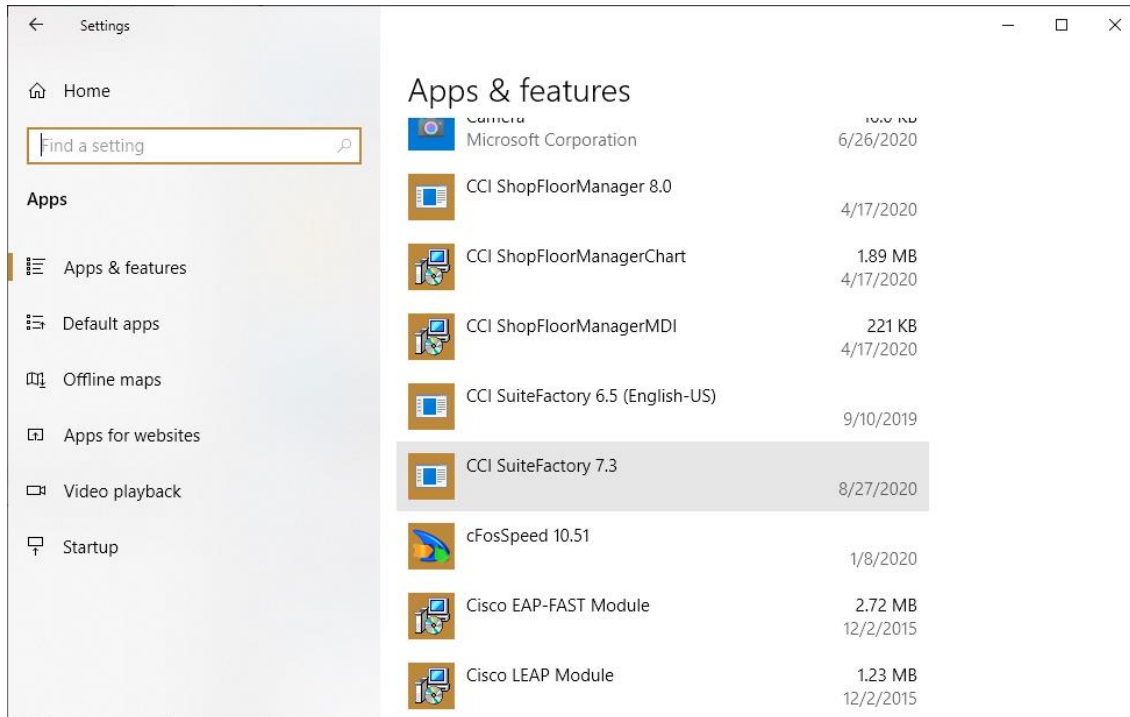 Settings
Home
Find a setting
Apps
Apps & features
Default apps
Offline maps
Apps for websites
Video playback
Startup
Apps & features
Camera
16.0 KB
Microsoft Corporation
6/26/2020
CCI ShopFloorManager 8.0
4/17/2020
CCI ShopFloorManagerChart
1.89 MB
4/17/2020
CCI ShopFloorManagerMDI
221 KB
4/17/2020
CCI SuiteFactory 6.5 (English-US)
9/10/2019
CCI SuiteFactory 7.3
8/27/2020
cFosSpeed 10.51
1/8/2020
Cisco EAP-FAST Module
2.72 MB
12/2/2015
Cisco LEAP Module
1.23 MB
12/2/2015